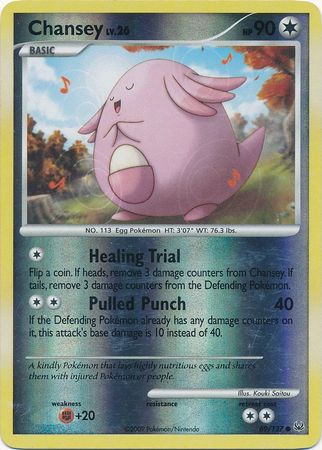 Chansey LV.26 HP 90
BASIC
NO. 113 Egg Pokémon HT: 3'07" WT: 76.3 lbs.
Healing Trial
Flip a coin. If heads, remove 3 damage counters from Chansey. If
tails, remove 3 damage counters from the Defending Pokémon.
Pulled Punch 40
If the Defending Pokémon already has any damage counters on
it, this attack's base damage is 10 instead of 40.
A kindly Pokémon that lays highly nutritious eggs and shares
them with injured Pokémon or people.
Illus. Kouki Saitou
weakness resistance retreat cost
+20
69/127
©2009 Pokémon/Nintendo